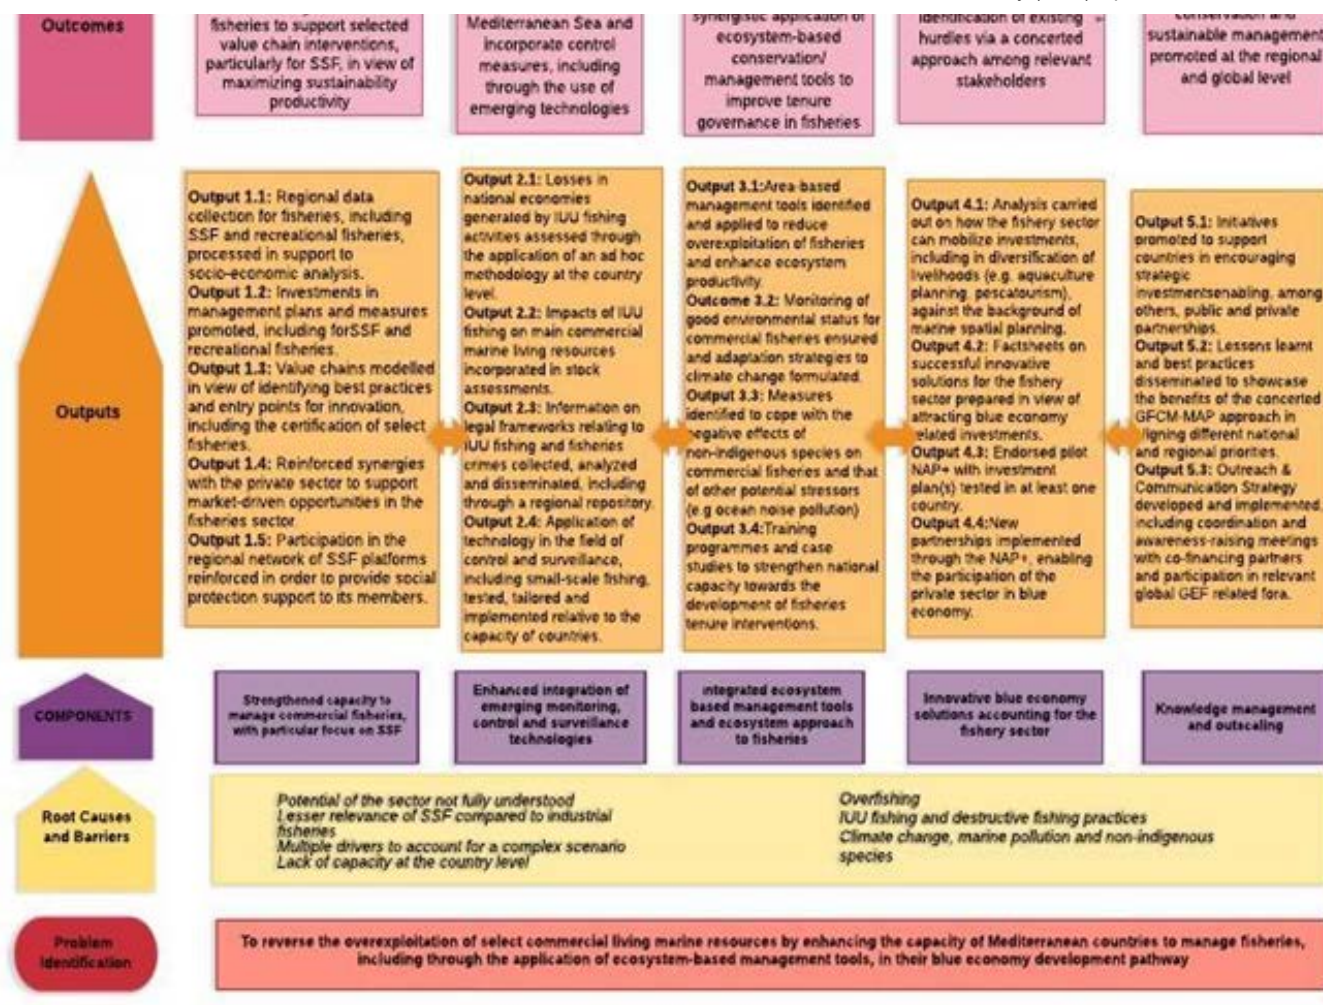 Outcomes
fisheries to support selected
value chain interventions,
particularly for SSF, in view of
maximizing sustainability
productivity
Mediterranean Sea and
incorporate control
measures, including
through the use of
emerging technologies
synergistic application of
ecosystem-based
conservation/
management tools to
improve tenure
governance in fisheries
identification of existing
hurdles via a concerted
approach among relevant
stakeholders
conservation and
sustainable management
promoted at the regional
and global level
Outputs
Output 1.1: Regional data
collection for fisheries, including
SSF and recreational fisheries,
processed in support to
socio-economic analysis.
Output 1.2: Investments in
management plans and measures
promoted, including forSSF and
recreational fisheries.
Output 1.3: Value chains modelled
in view of identifying best practices
and entry points for innovation,
including the certification of select
fisheries.
Output 1.4: Reinforced synergies
with the private sector to support
market-driven opportunities in the
fisheries sector
Output 1.5: Participation in the
regional network of SSF platforms
reinforced in order to provide social
protection support to its members.
Output 2.1: Losses in
national economies
generated by IUU fishing
activities assessed through
the application of an ad hoc
methodology at the country
level.
Output 2.2: Impacts of IUU
fishing on main commercial
marine living resources
incorporated in stock
assessments.
Output 2.3: Information on
legal frameworks relating to
IUU fishing and fisheries
crimes collected, analyzed
and disseminated, including
through a regional repository.
Output 2.4: Application of
technology in the field of
control and surveillance,
including small-scale fishing,
tested, tailored and
implemented relative to the
capacity of countries.
Output 3.1:Area-based
management tools identified
and applied to reduce
overexploitation of fisheries
and enhance ecosystem
productivity.
Outcome 3.2: Monitoring of
good environmental status for
commercial fisheries ensured
and adaptation strategies to
climate change formulated.
Output 3.3: Measures
identified to cope with the
negative effects of
non-indigenous species on
commercial fisheries and that
of other potential stressors
(e.g ocean noise pollution)
Output 3.4:Training
programmes and case
studies to strengthen national
capacity towards the
development of fisheries
tenure interventions.
Output 4.1: Analysis carried
out on how the fishery sector
can mobilize investments,
including in diversification of
livelihoods (e.g. aquaculture
planning, pescatourism),
against the background of
marine spatial planning.
Output 4.2: Factsheets on
successful innovative
solutions for the fishery
sector prepared in view of
attracting blue economy
related investments.
Output 4.3: Endorsed pilot
NAP+ with investment
plan(s) tested in at least one
country.
Output 4.4:New
partnerships implemented
through the NAP+, enabling
the participation of the
private sector in blue
economy.
Output 5.1: Initiatives
promoted to support
countries in encouraging
strategic
investmentsenabling, among
others, public and private
partnerships.
Output 5.2: Lessons learnt
and best practices
disseminated to showcase
the benefits of the concerted
GFCM-MAP approach in
aligning different national
and regional priorities.
Output 5.3: Outreach &
Communication Strategy
developed and implemented,
including coordination and
awareness-raising meetings
with co-financing partners
and participation in relevant
global GEF related fora.
COMPONENTS
Strengthened capacity to
manage commercial fisheries,
with particular focus on SSF
Enhanced integration of
emerging monitoring,
control and surveillance
technologies
integrated ecosystem
based management tools
and ecosystem approach
to fisheries
Innovative blue economy
solutions accounting for the
fishery sector
Knowledge management
and outscaling
Root Causes
and Barriers
Potential of the sector not fully understood
Lesser relevance of SSF compared to industrial
fisheries
Multiple drivers to account for a complex scenario
Lack of capacity at the country level
Overfishing
IUU fishing and destructive fishing practices
Climate change, marine pollution and non-indigenous
species
Problem
Identification
To reverse the overexploitation of select commercial living marine resources by enhancing the capacity of Mediterranean countries to manage fisheries,
including through the application of ecosystem-based management tools, in their blue economy development pathway